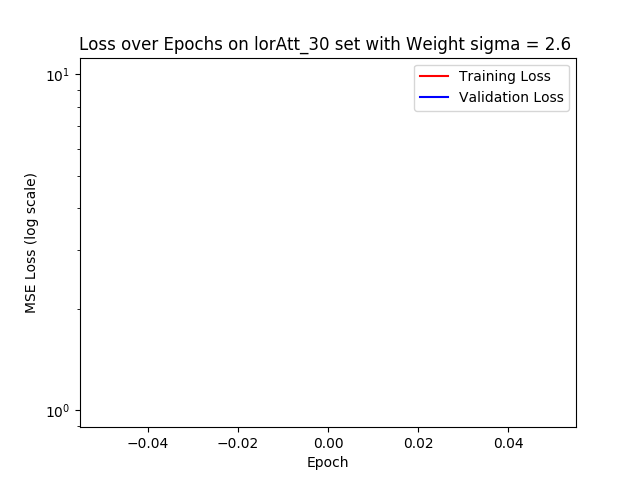 Loss over Epochs on lorAtt_30 set with Weight sigma = 2.6
10¹
Training Loss
Validation Loss
MSE Loss (log scale)
10⁰
−0.04 −0.02 0.00 0.02 0.04
Epoch